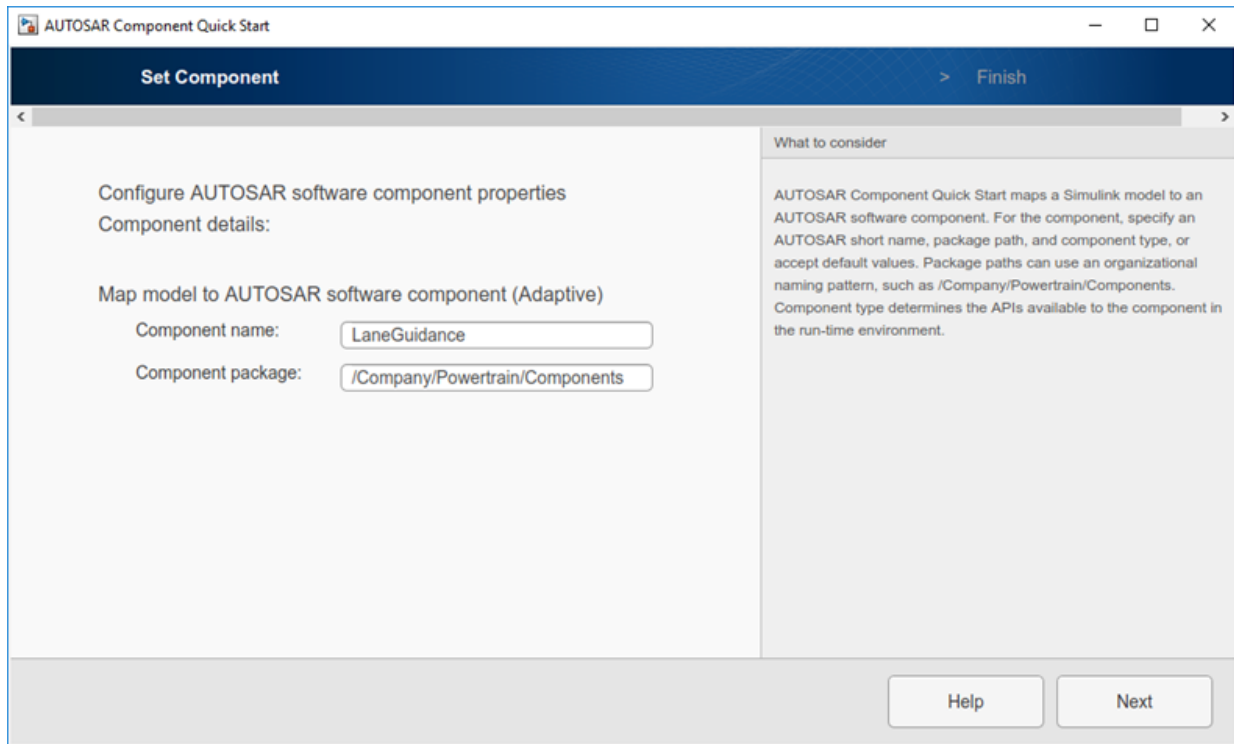 AUTOSAR Component Quick Start
Set Component
> Finish
What to consider
Configure AUTOSAR software component properties
Component details:
Map model to AUTOSAR software component (Adaptive)
Component name: LaneGuidance
Component package: /Company/Powertrain/Components
AUTOSAR Component Quick Start maps a Simulink model to an
AUTOSAR software component. For the component, specify an
AUTOSAR short name, package path, and component type, or
accept default values. Package paths can use an organizational
naming pattern, such as /Company/Powertrain/Components.
Component type determines the APIs available to the component in
the run-time environment.
Help
Next